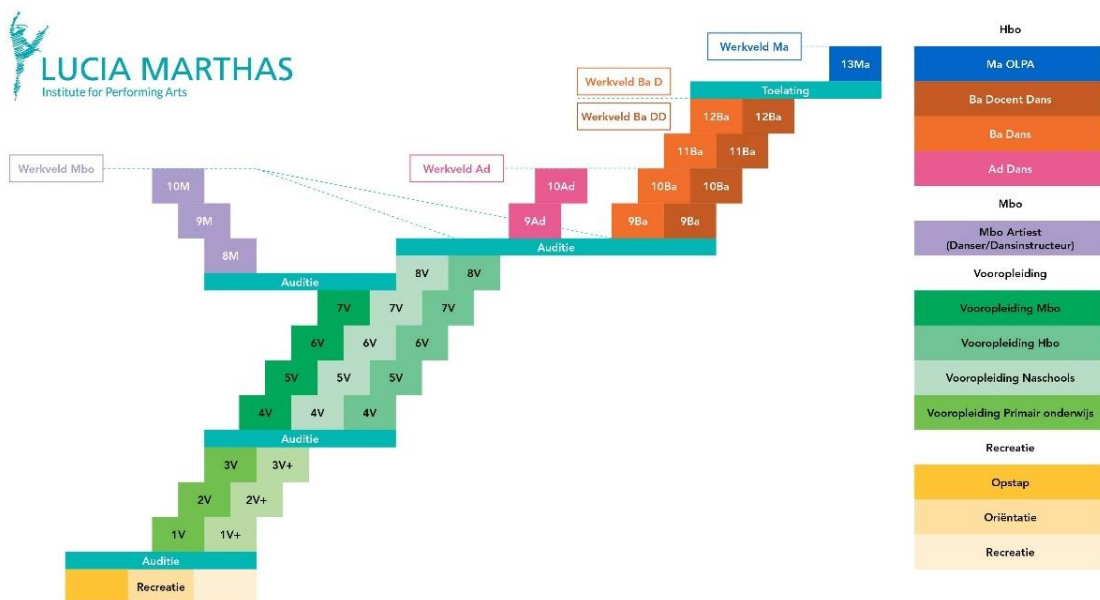 LUCIA MARTHAS
Institute for Performing Arts
Werkveld Ma
13Ma
Toelating
Werkveld Ba D
Werkveld Ba DD
12Ba
12Ba
11Ba
11Ba
Werkveld Mbo
Werkveld Ad
10M
10Ad
10Ba
10Ba
9M
9Ad
9Ba
9Ba
8M
Auditie
8V
8V
Auditie
7V
7V
7V
6V
6V
6V
5V
5V
5V
4V
4V
4V
Auditie
3V
3V+
2V
2V+
1V
1V+
Auditie
Recreatie
Hbo
Ma OLPA
Ba Docent Dans
Ba Dans
Ad Dans
Mbo
Mbo Artiest
(Danser/Dansinstructeur)
Vooropleiding
Vooropleiding Mbo
Vooropleiding Hbo
Vooropleiding Naschools
Vooropleiding Primair onderwijs
Recreatie
Opstap
Oriëntatie
Recreatie